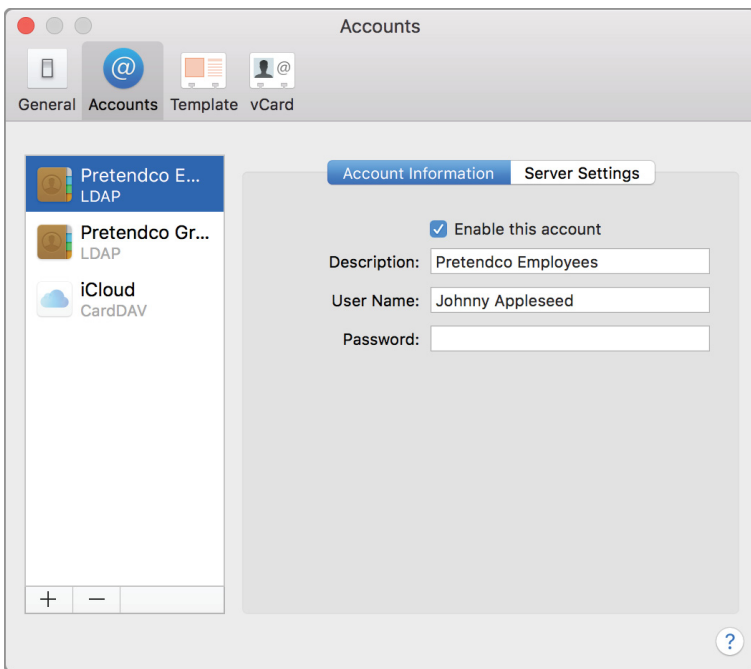 Accounts
General Accounts Template vCard
Pretendco E...
LDAP
Pretendco Gr...
LDAP
iCloud
CardDAV
Account Information Server Settings
Enable this account
Description: Pretendco Employees
User Name: Johnny Appleseed
Password:
?